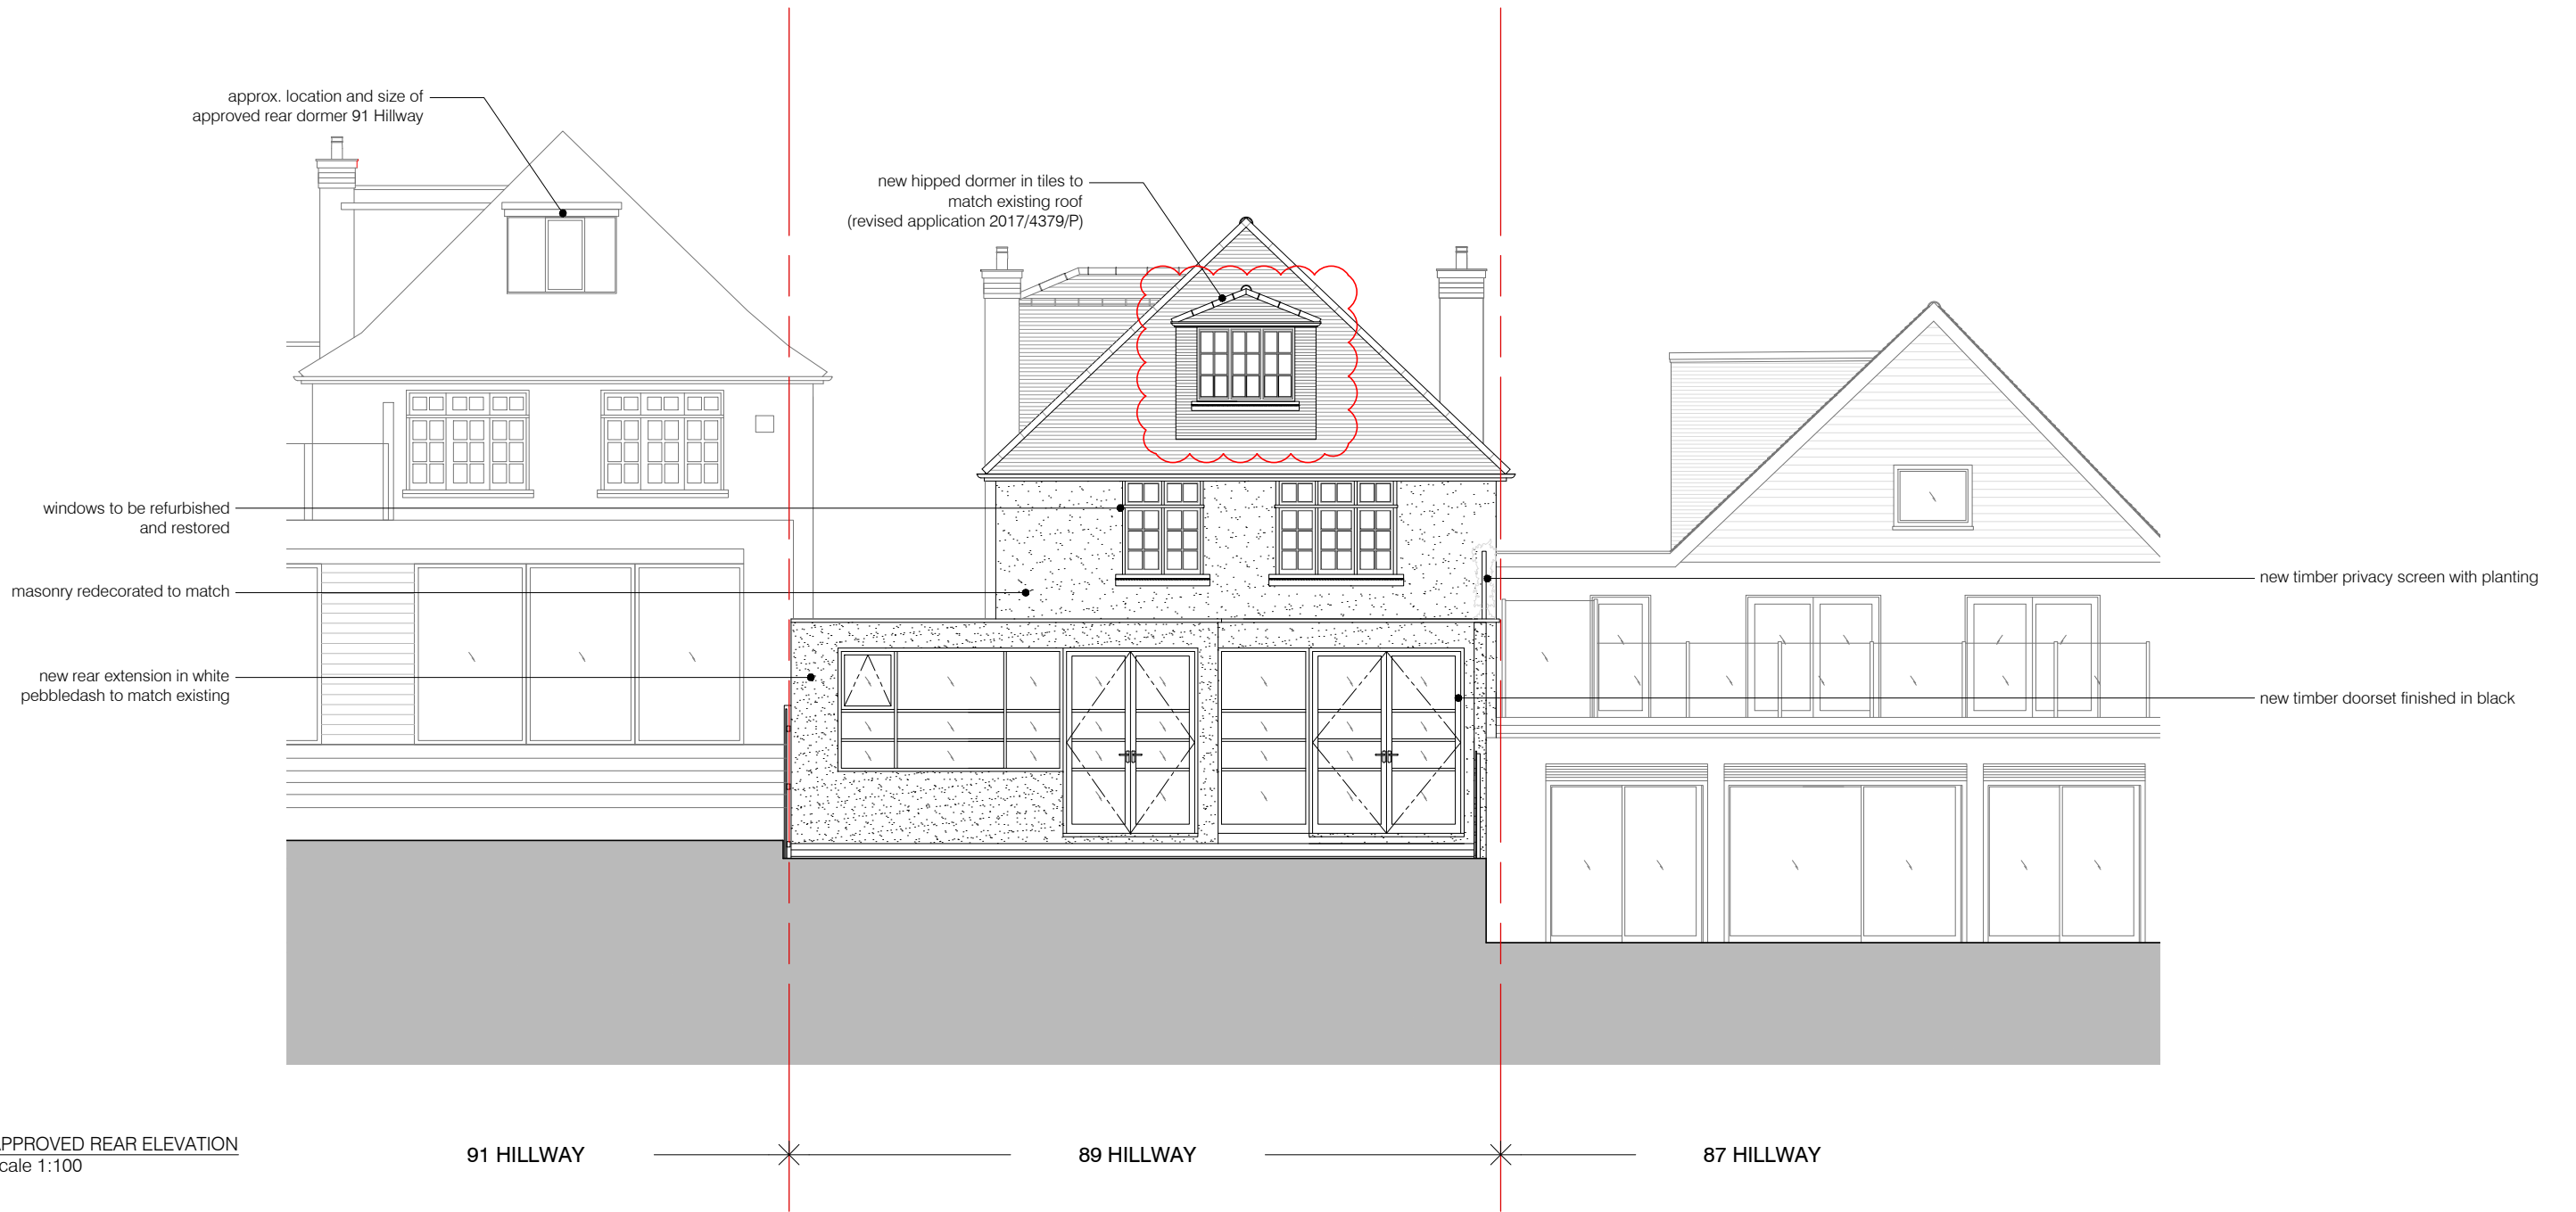 approx. location and size of
approved rear dormer 91 Hillway
new hipped dormer in tiles to
match existing roof
(revised application 2017/4379/P)
windows to be refurbished
and restored
masonry redecorated to match
new rear extension in white
pebbledash to match existing
new timber privacy screen with planting
new timber doorset finished in black
APPROVED REAR ELEVATION
cale 1:100
91 HILLWAY
89 HILLWAY
87 HILLWAY